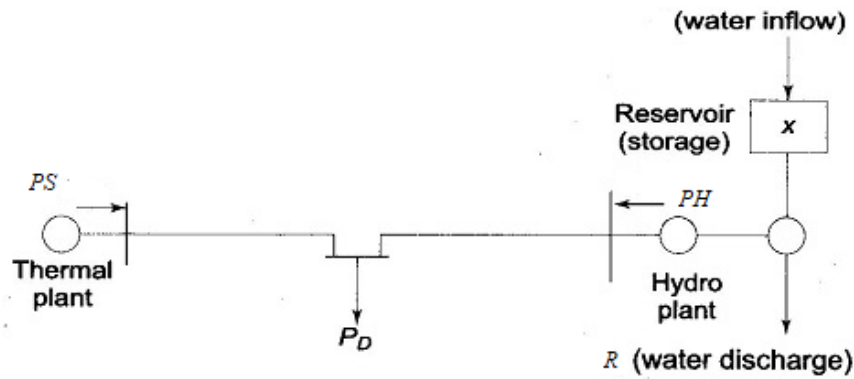 (water inflow)
Reservoir
(storage)
x
PS
PH
Thermal
plant
Hydro
plant
P_D
R (water discharge)